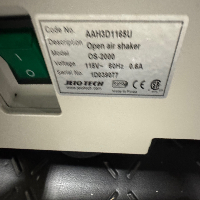 Code No. AAH3D1165U
Description Open air shaker
Model OS-2000
Voltage 115V~ 60Hz 0.6A
Serial No. 1D039077
JEIO TECH